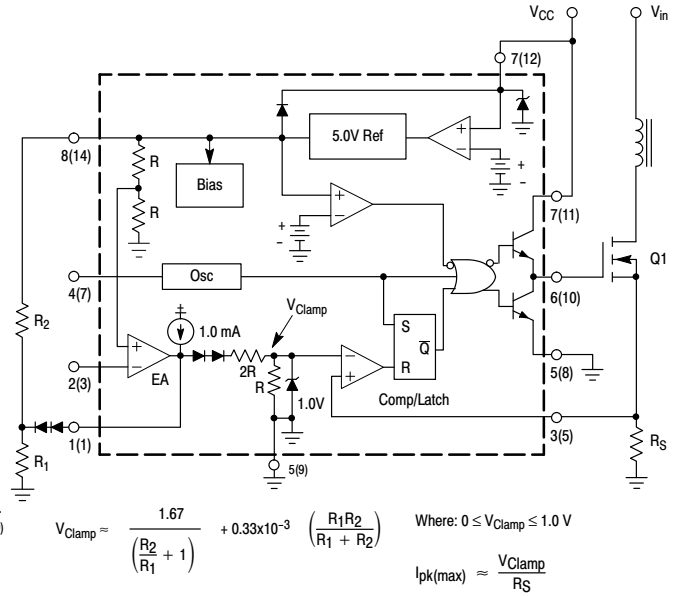 VCC
Vin
7(12)
5.0V Ref
+
−
+
-
8(14)
R
Bias
R
+
−
+
-
7(11)
Q1
4(7)
Osc
6(10)
VClamp
+
1.0 mA
R2
S
Q̅
R
+
−
EA
2R
R
1.0V
−
+
5(8)
2(3)
Comp/Latch
1(1)
3(5)
R1
RS
5(9)
)
VClamp ≈ 1.67 / (R2/R1 + 1) + 0.33x10−3 (R1R2 / R1 + R2) Where: 0 ≤ VClamp ≤ 1.0 V
Ipk(max) ≈ VClamp / RS